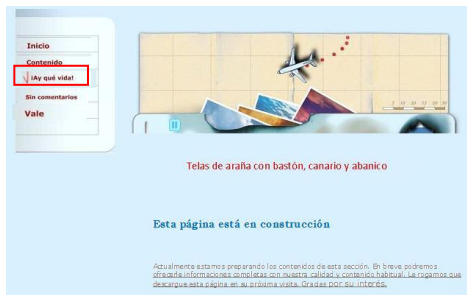 Inicio
Contenido
¡Ay qué vida!
Sin comentarios
Vale
Telas de araña con bastón, canario y abanico
Esta página está en construcción
Actualmente estamos preparando los contenidos de esta sección. En breve podremos
ofrecerle informaciones completas con nuestra calidad y contenido habitual. Le rogamos que
descargue esta página en su próxima visita. Gracias por su interés.